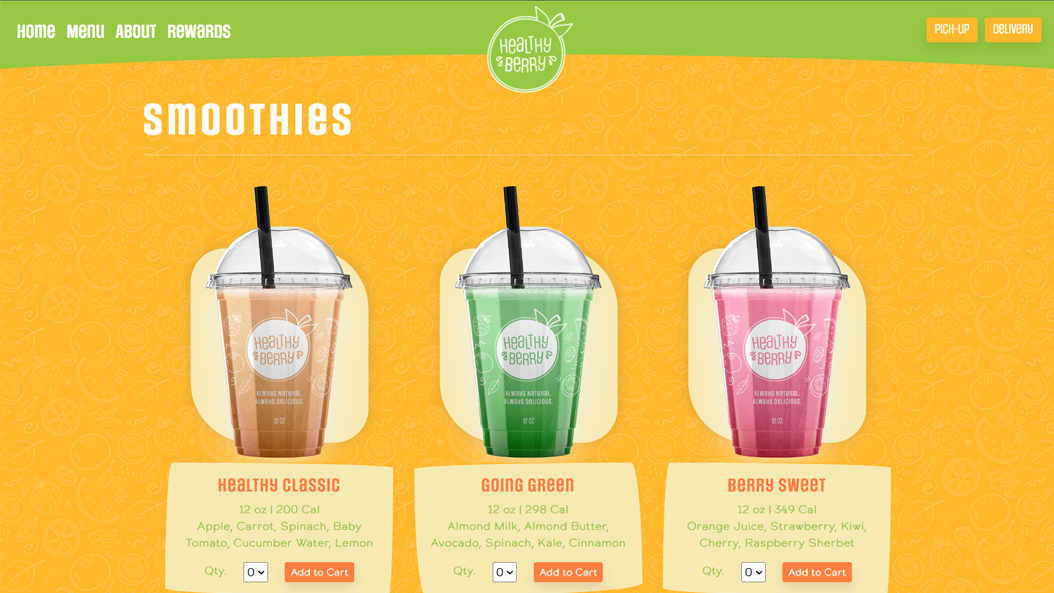 Home Menu About Rewards
Healthy
Berry
Pick-up Delivery
Smoothies
Healthy
Berry
Always Natural.
Always Delicious.
12 oz
Healthy
Berry
Always Natural.
Always Delicious.
12 oz
Healthy
Berry
Always Natural.
Always Delicious.
12 oz
Healthy Classic
12 oz | 200 Cal
Apple, Carrot, Spinach, Baby
Tomato, Cucumber Water, Lemon
Qty. 0 Add to Cart
Going Green
12 oz | 298 Cal
Almond Milk, Almond Butter,
Avocado, Spinach, Kale, Cinnamon
Qty. 0 Add to Cart
Berry Sweet
12 oz | 349 Cal
Orange Juice, Strawberry, Kiwi,
Cherry, Raspberry Sherbet
Qty. 0 Add to Cart